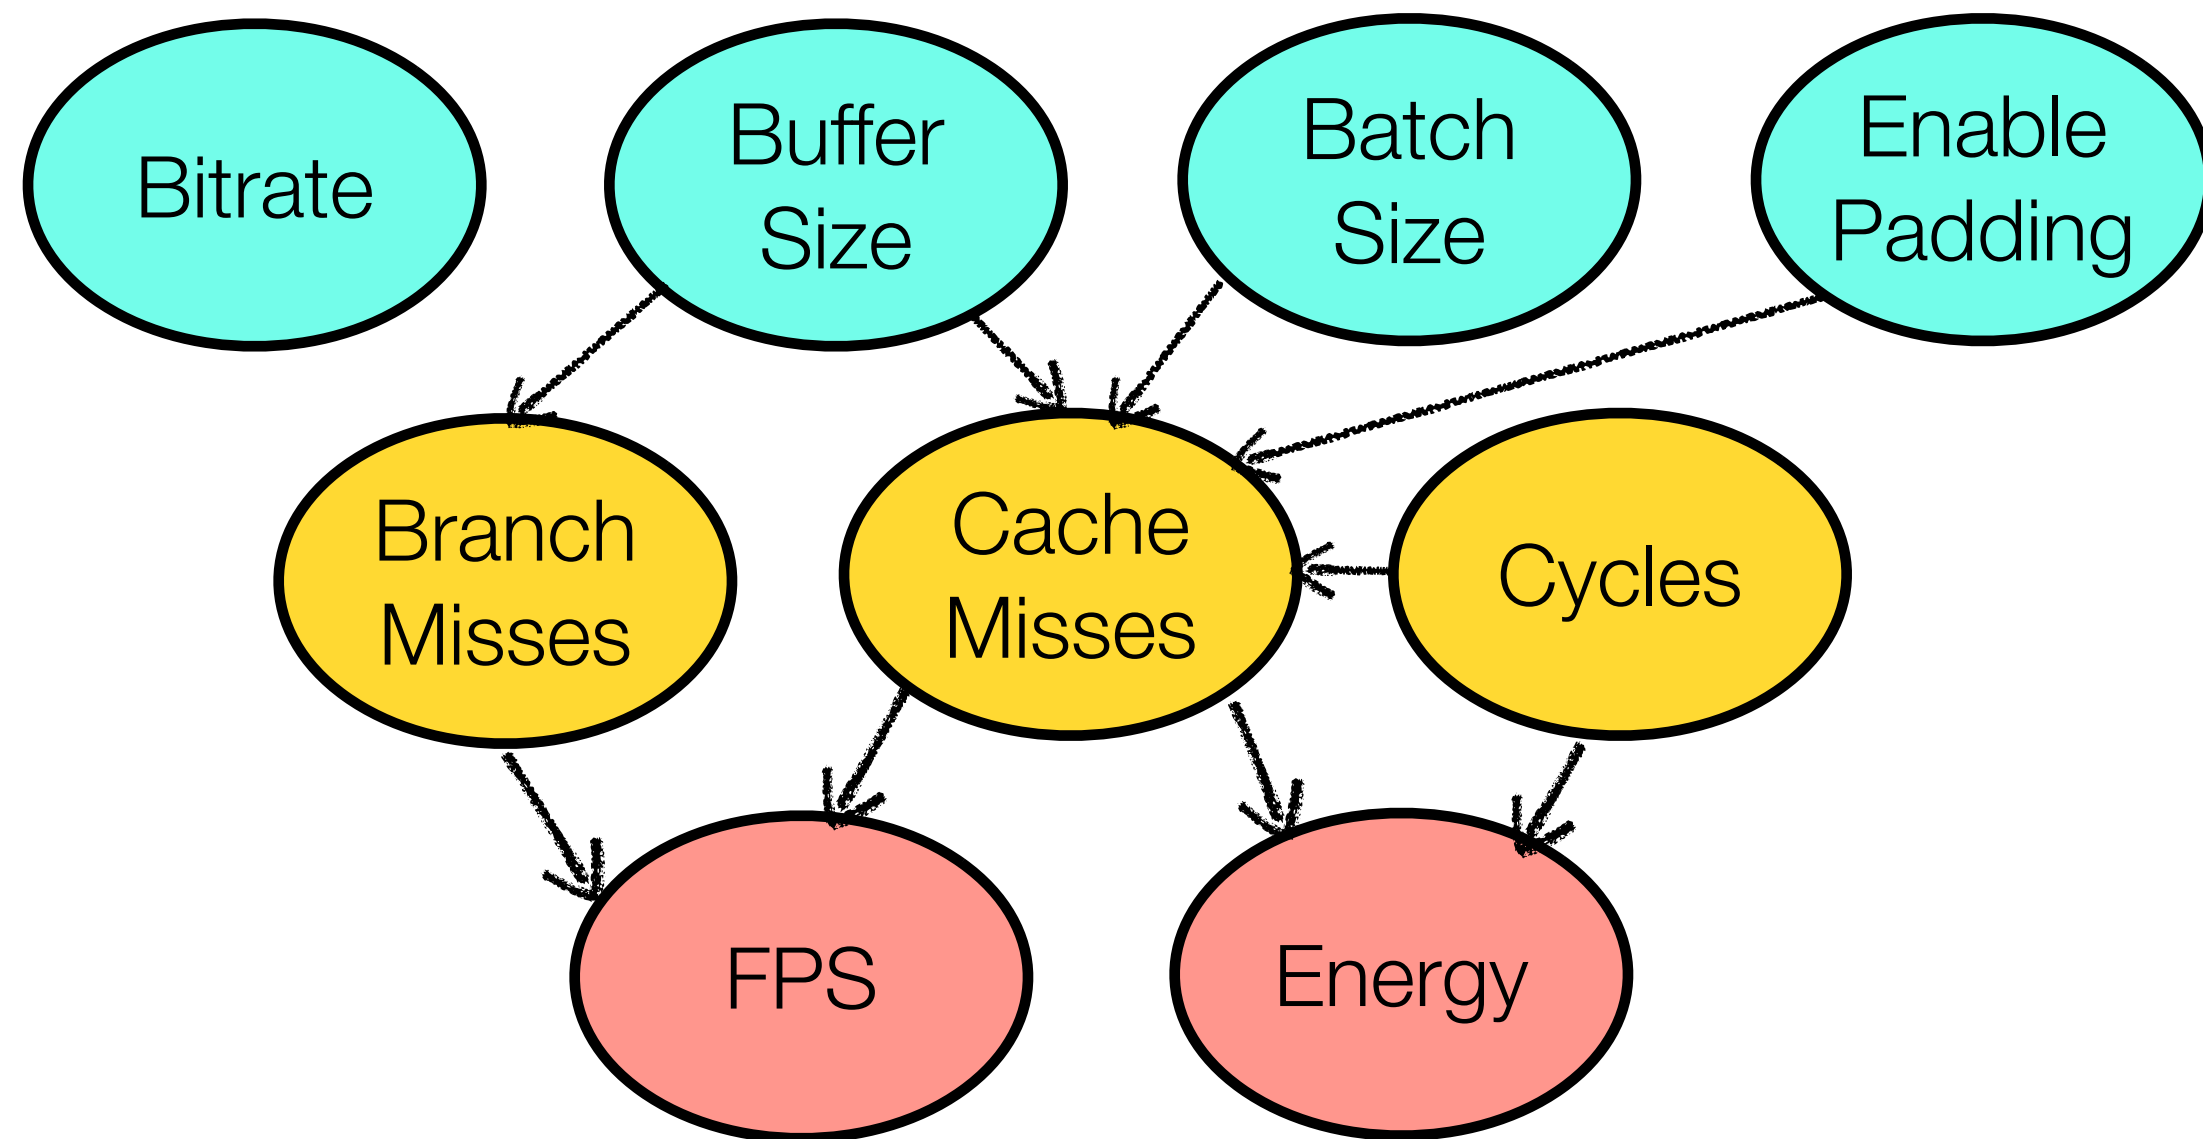 Bitrate
Buffer
Size
Batch
Size
Enable
Padding
Branch
Misses
Cache
Misses
Cycles
FPS
Energy